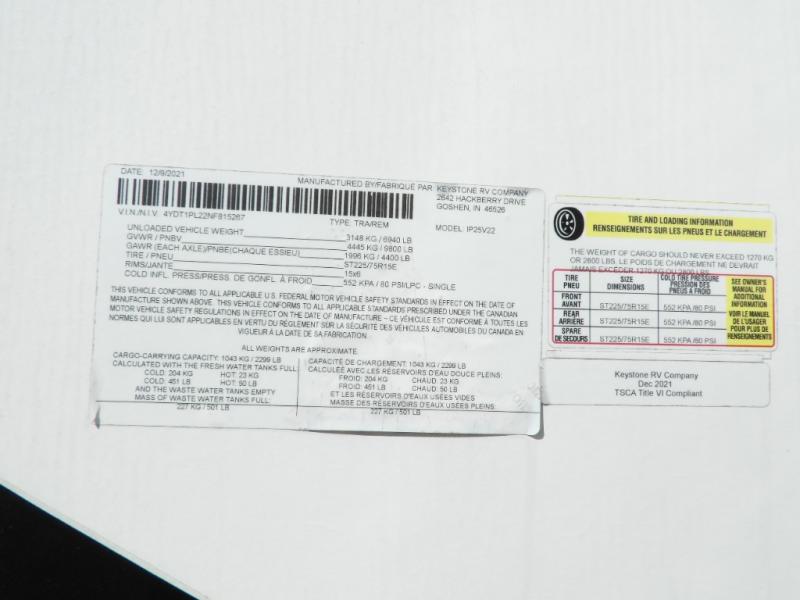 DATE: 12/9/2021
MANUFACTURED BY/FABRIQUÉ PAR: KEYSTONE RV COMPANY
2642 HACKBERRY DRIVE
GOSHEN, IN 46526
V.I.N./N.I.V. 4YDT1PL22NF815267
TYPE: TRA/REM MODEL: IP25V22
UNLOADED VEHICLE WEIGHT 3148 KG / 6940 LB
GVWR / PNBV 4445 KG / 9800 LB
GAWR (EACH AXLE)/PNBE(CHAQUE ESSIEU) 1996 KG / 4400 LB
TIRE / PNEU ST225/75R15E
RIMS/JANTE 15x6
COLD INFL. PRESS/PRESS. DE GONFL. À FROID 552 KPA / 80 PSI/LPC - SINGLE
THIS VEHICLE CONFORMS TO ALL APPLICABLE U.S. FEDERAL MOTOR VEHICLE SAFETY STANDARDS IN EFFECT ON THE DATE OF
MANUFACTURE SHOWN ABOVE. THIS VEHICLE CONFORMS TO ALL APPLICABLE STANDARDS PRESCRIBED UNDER THE CANADIAN
MOTOR VEHICLE SAFETY REGULATIONS IN EFFECT ON THE DATE OF MANUFACTURE – CE VÉHICULE EST CONFORME À TOUTES LES
NORMES QUI LUI SONT APPLICABLES EN VERTU DU RÈGLEMENT SUR LA SÉCURITÉ DES VÉHICULES AUTOMOBILES DU CANADA EN
VIGUEUR À LA DATE DE SA FABRICATION
ALL WEIGHTS ARE APPROXIMATE.
CARGO-CARRYING CAPACITY: 1043 KG / 2299 LB
CALCULATED WITH THE FRESH WATER TANKS FULL:
COLD: 204 KG HOT: 23 KG
COLD: 451 LB HOT: 50 LB
AND THE WASTE WATER TANKS EMPTY
MASS OF WASTE WATER TANKS FULL:
227 KG / 501 LB
CAPACITÉ DE CHARGEMENT: 1043 KG / 2299 LB
CALCULÉE AVEC LES RÉSERVOIRS D'EAU DOUCE PLEINS:
FROID: 204 KG CHAUD: 23 KG
FROID: 451 LB CHAUD: 50 LB
ET LES RÉSERVOIRS D'EAUX USÉES VIDES
MASSE DES RÉSERVOIRS D'EAUX USÉES PLEINS:
227 KG / 501 LB
TIRE AND LOADING INFORMATION
RENSEIGNEMENTS SUR LES PNEUS ET LE CHARGEMENT
THE WEIGHT OF CARGO SHOULD NEVER EXCEED 1270 KG
OR 2800 LBS. LE POIDS DE CHARGEMENT NE DEVRAIT
JAMAIS EXCÉDER 1270 KG OU 2800 LBS.
TIRE
PNEU
SIZE
DIMENSIONS
COLD TIRE PRESSURE
PRESSION DES
PNEUS À FROID
SEE OWNER'S
MANUAL FOR
ADDITIONAL
INFORMATION
VOIR LE MANUEL
DE L'USAGER
POUR PLUS DE
RENSEIGNEMENTS
FRONT
AVANT
ST225/75R15E 552 KPA/80 PSI
REAR
ARRIÈRE
ST225/75R15E 552 KPA/80 PSI
SPARE
DE SECOURS
ST225/75R15E 552 KPA/80 PSI
Keystone RV Company
Dec 2021
TSCA Title VI Compliant